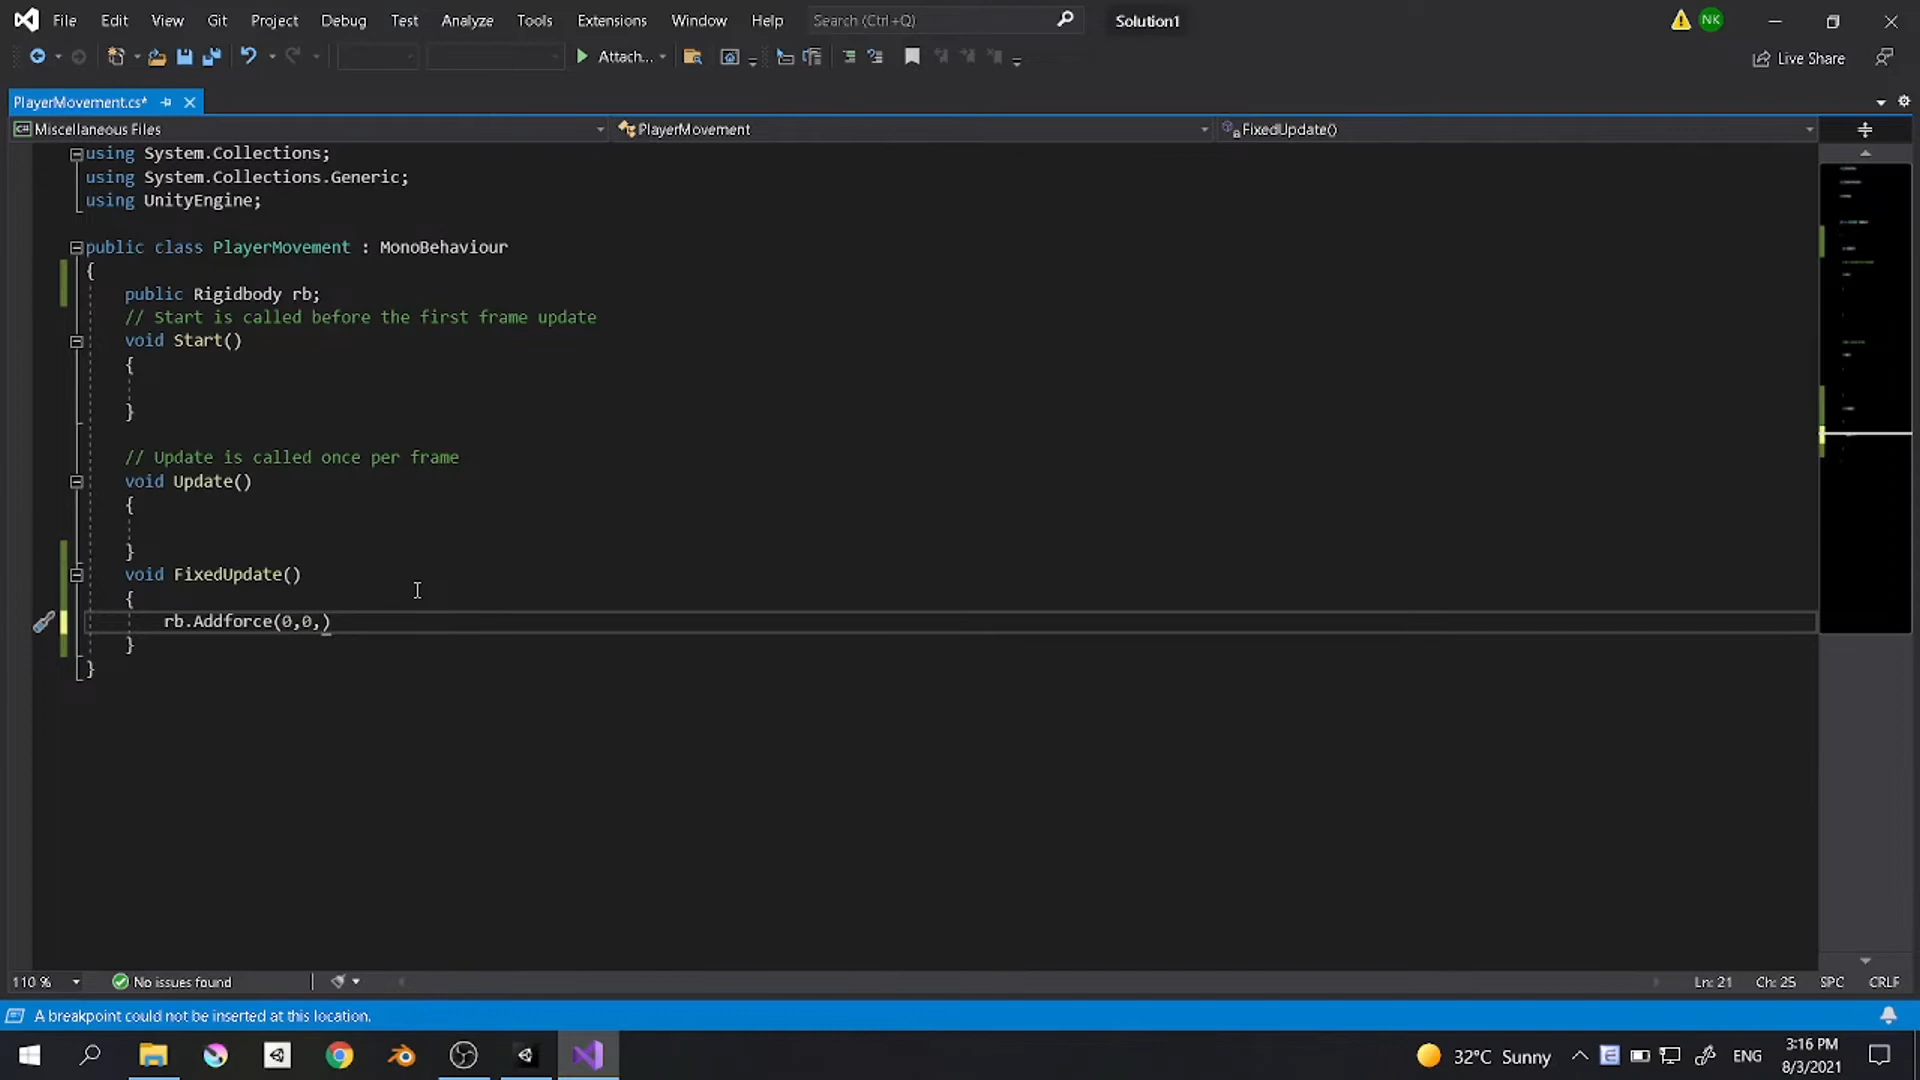 File Edit View Git Project Debug Test Analyze Tools Extensions Window Help Search (Ctrl+Q) Solution1 NK
Attach... Live Share
PlayerMovement.cs*
C# Miscellaneous Files PlayerMovement FixedUpdate()
using System.Collections;
using System.Collections.Generic;
using UnityEngine;
public class PlayerMovement : MonoBehaviour
{
public Rigidbody rb;
// Start is called before the first frame update
void Start()
{
}
// Update is called once per frame
void Update()
{
}
void FixedUpdate()
{
rb.Addforce(0,0,)
}
}
110 % No issues found Ln: 21 Ch: 25 SPC CRLF
A breakpoint could not be inserted at this location.
32°C Sunny ENG 3:16 PM
8/3/2021